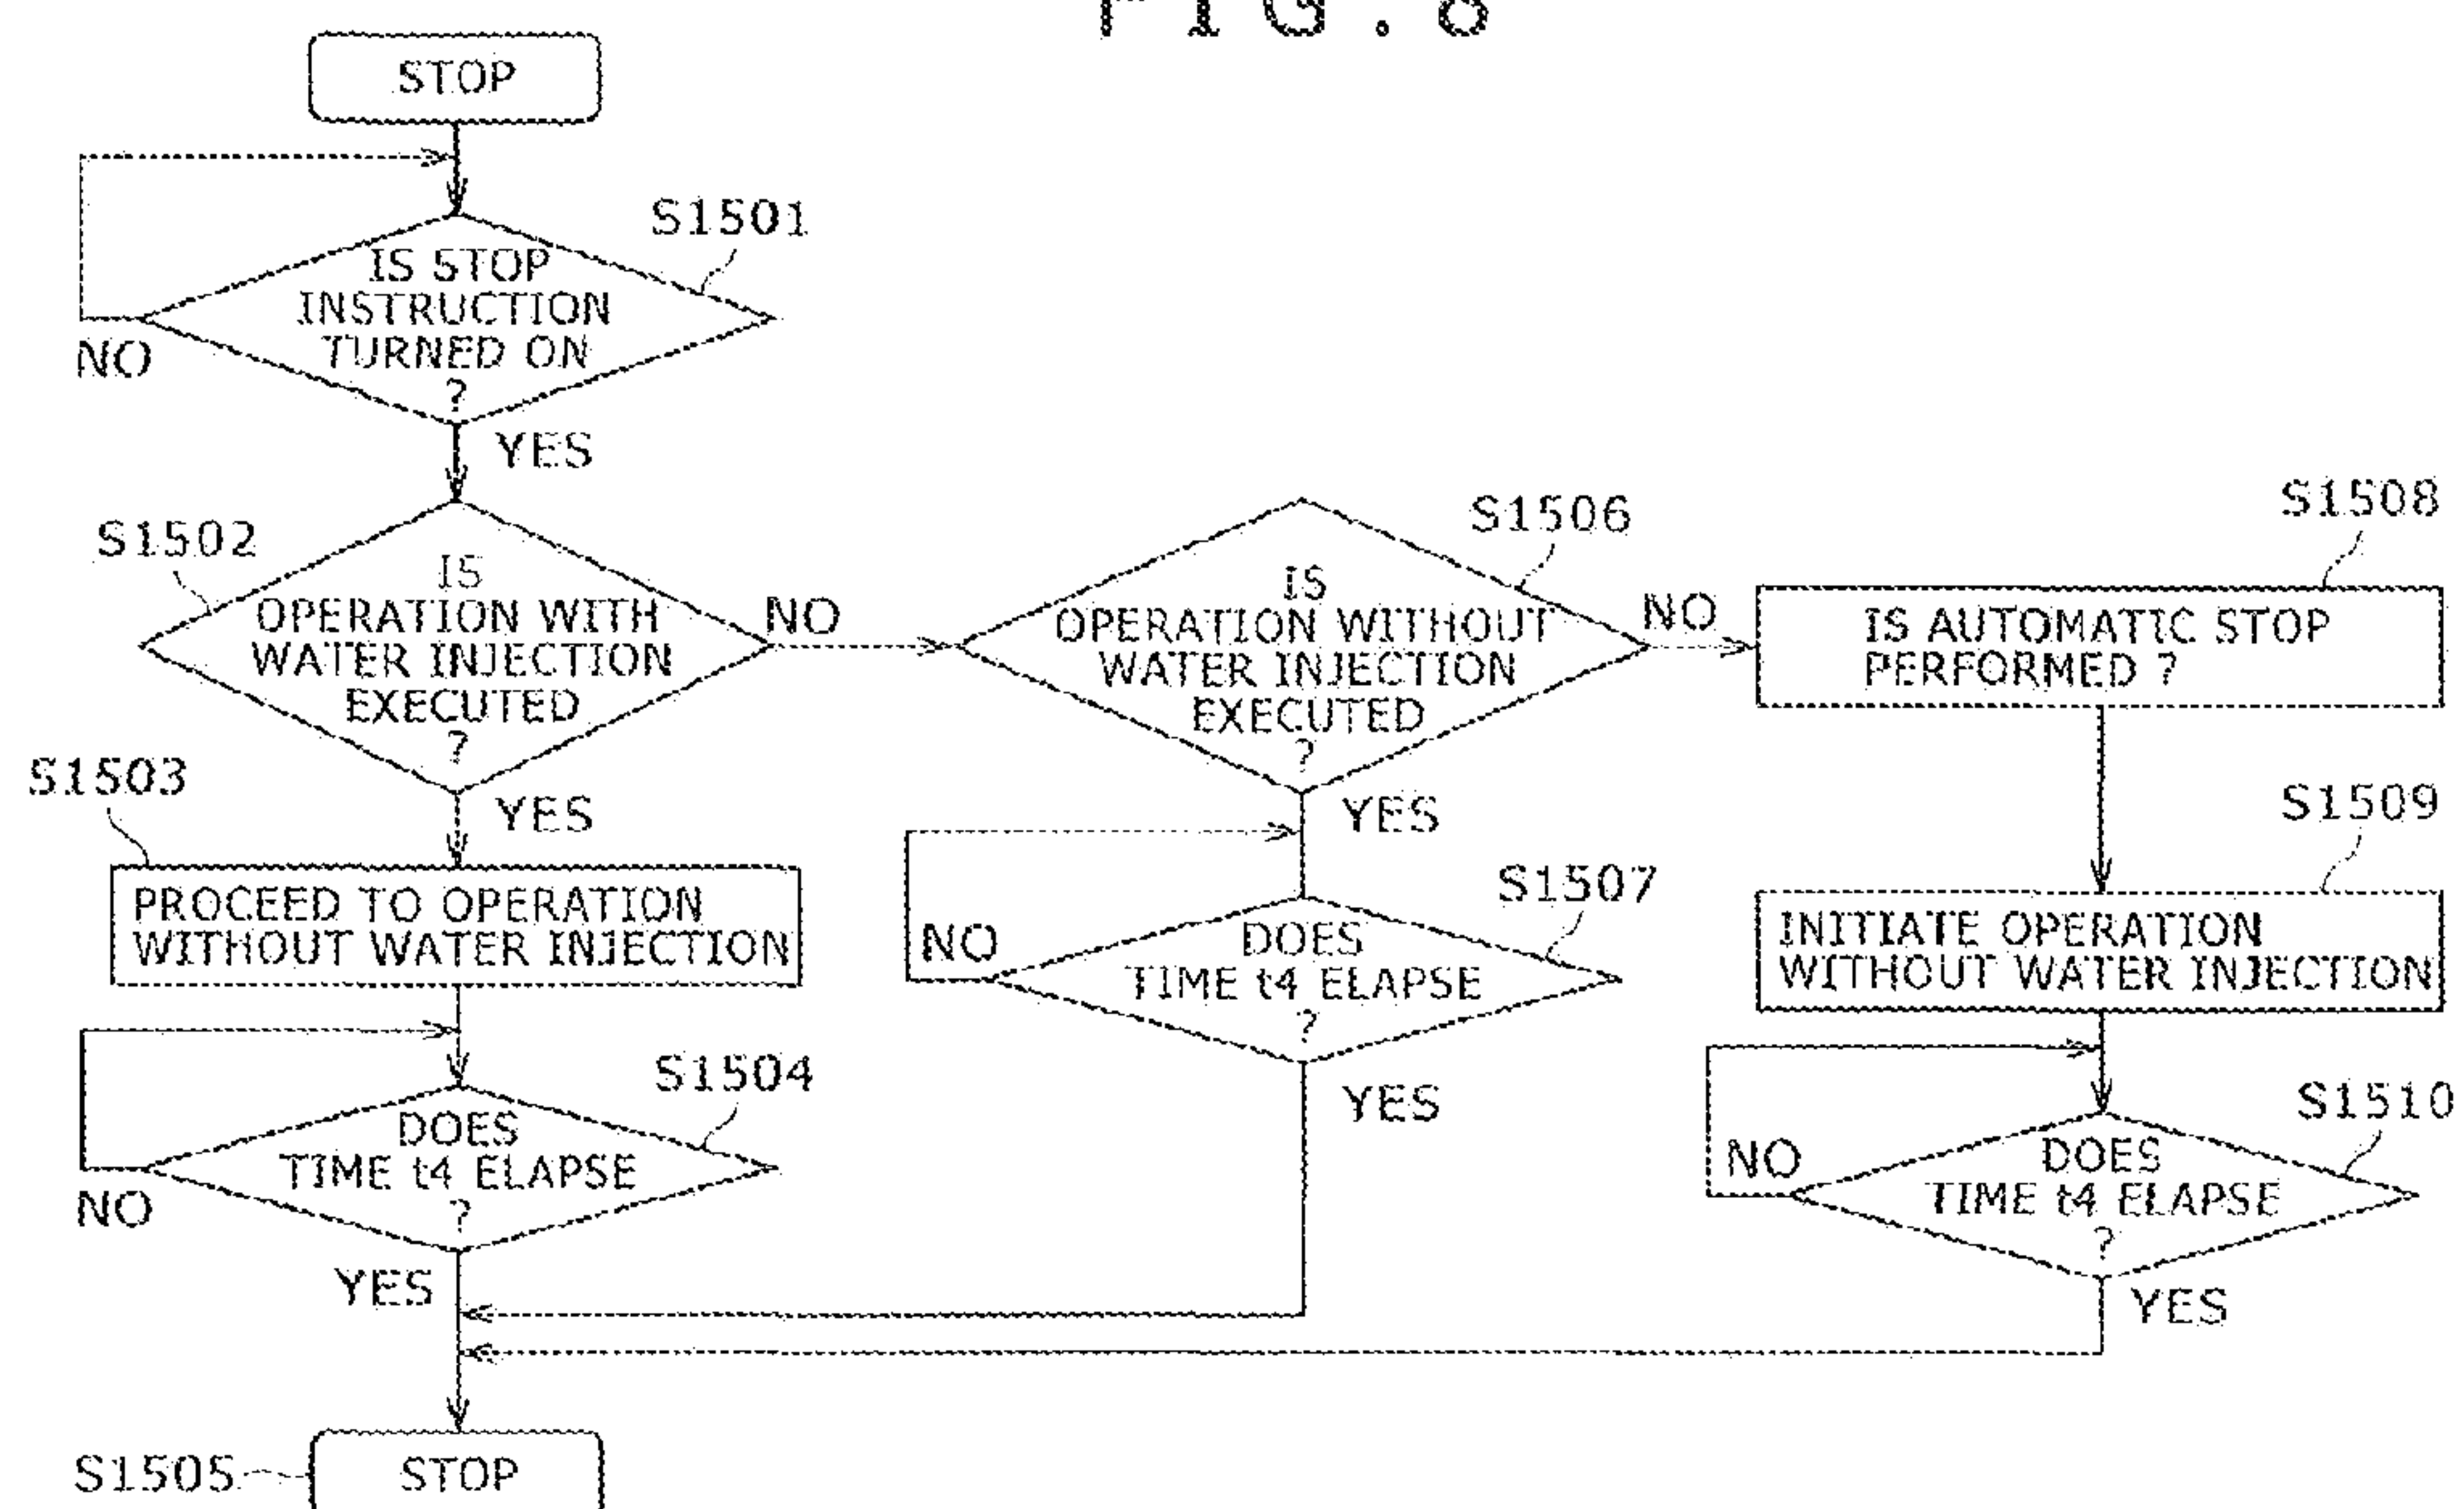 FIG.8
STOP
S1501
IS STOP
INSTRUCTION
TURNED ON
?
NO
YES
S1502
IS
OPERATION WITH
WATER INJECTION
EXECUTED
?
NO
YES
S1506
IS
OPERATION WITHOUT
WATER INJECTION
EXECUTED
?
NO
YES
S1508
IS AUTOMATIC STOP
PERFORMED ?
S1503
PROCEED TO OPERATION
WITHOUT WATER INJECTION
S1507
DOES
TIME t4 ELAPSE
?
NO
YES
S1509
INITIATE OPERATION
WITHOUT WATER INJECTION
S1504
DOES
TIME t4 ELAPSE
?
NO
YES
S1510
DOES
TIME t4 ELAPSE
?
NO
YES
S1505
STOP